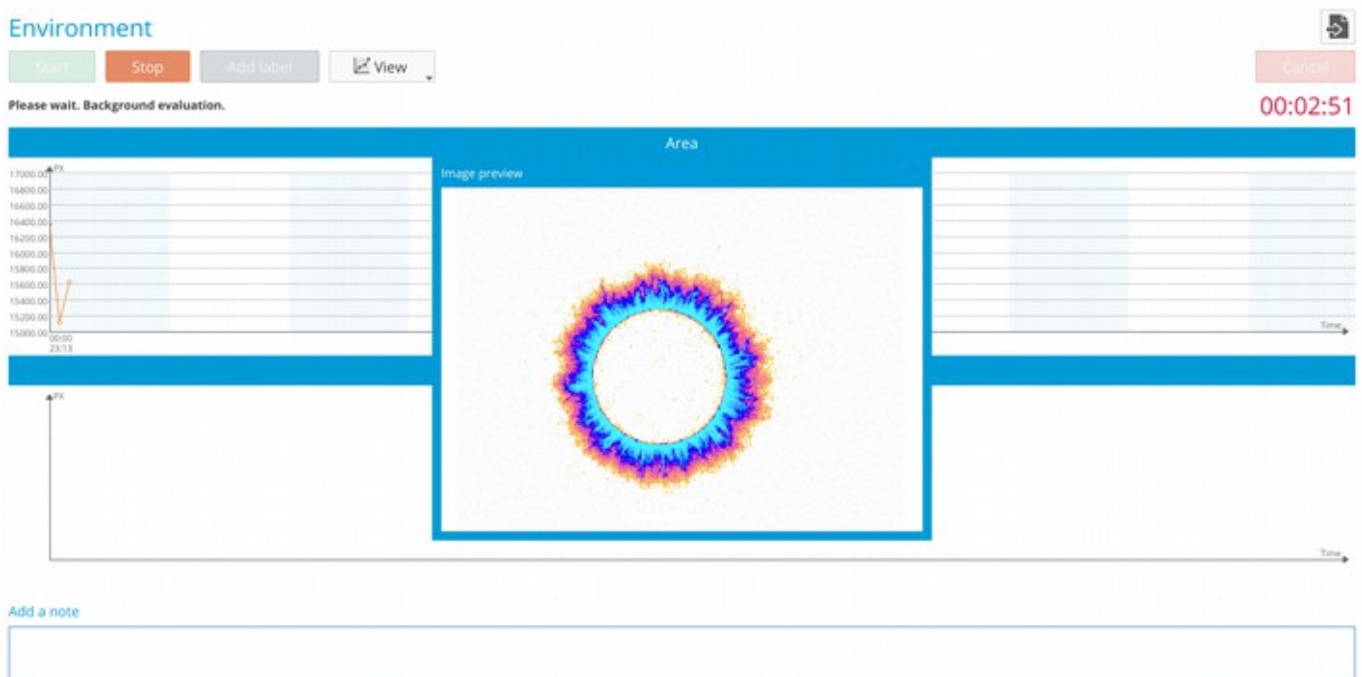 Environment
Start Stop Add label View
Cancel
Please wait. Background evaluation.
00:02:51
Area
Image preview
PX
17000.00
16800.00
16600.00
16400.00
16200.00
16000.00
15800.00
15600.00
15400.00
15200.00
15000.00
00:00
23:13
Time
PX
Time
Add a note